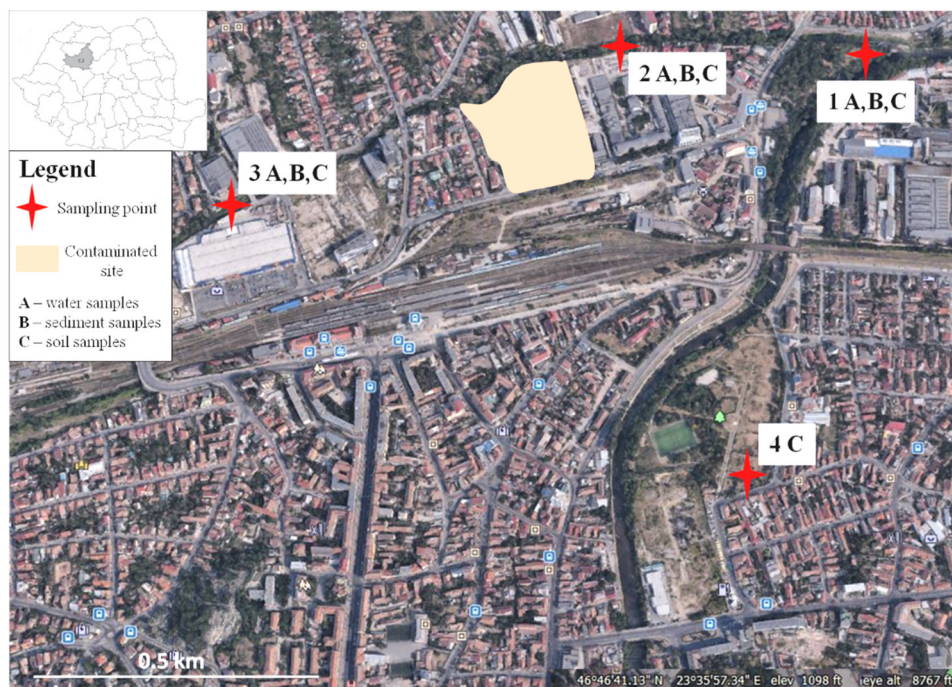 CJ
2 A,B,C
1 A,B,C
3 A,B,C
Legend
Sampling point
Contaminated
site
A – water samples
B – sediment samples
C – soil samples
4 C
0.5 km
46°46'41.13" N 23°35'57.34" E elev 1098 ft eye alt 8767 ft